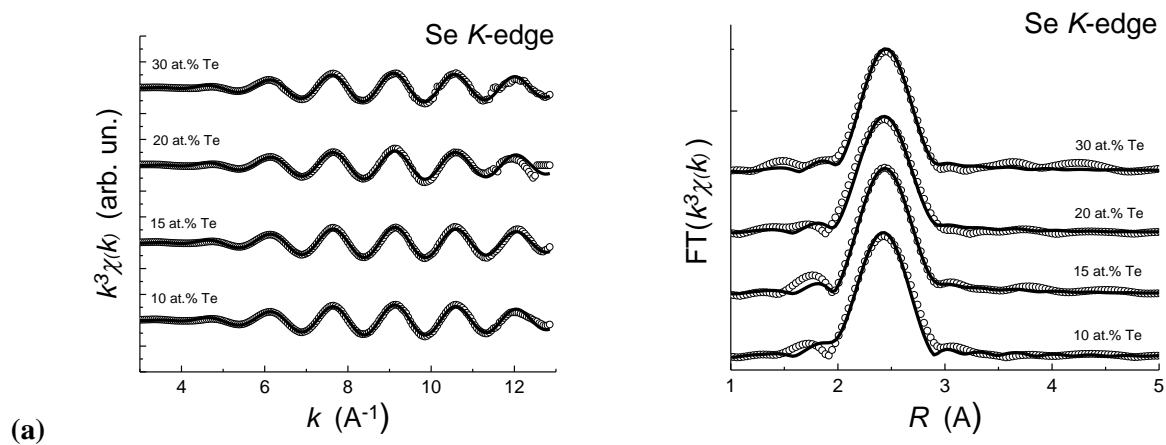 Se K-edge
30 at.% Te
20 at.% Te
15 at.% Te
10 at.% Te
k³χ(k) (arb. un.)
4 6 8 10 12
k (A⁻¹)
Se K-edge
30 at.% Te
20 at.% Te
15 at.% Te
10 at.% Te
FT(k³χ(k))
1 2 3 4 5
R (A)
(a)